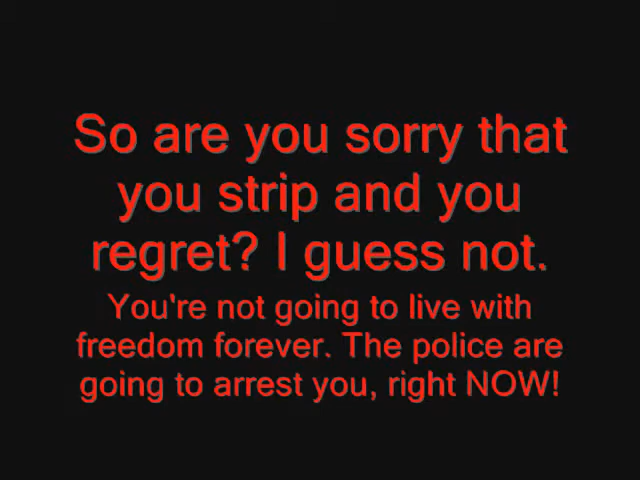 So are you sorry that
you strip and you
regret? I guess not.
You're not going to live with
freedom forever. The police are
going to arrest you, right NOW!